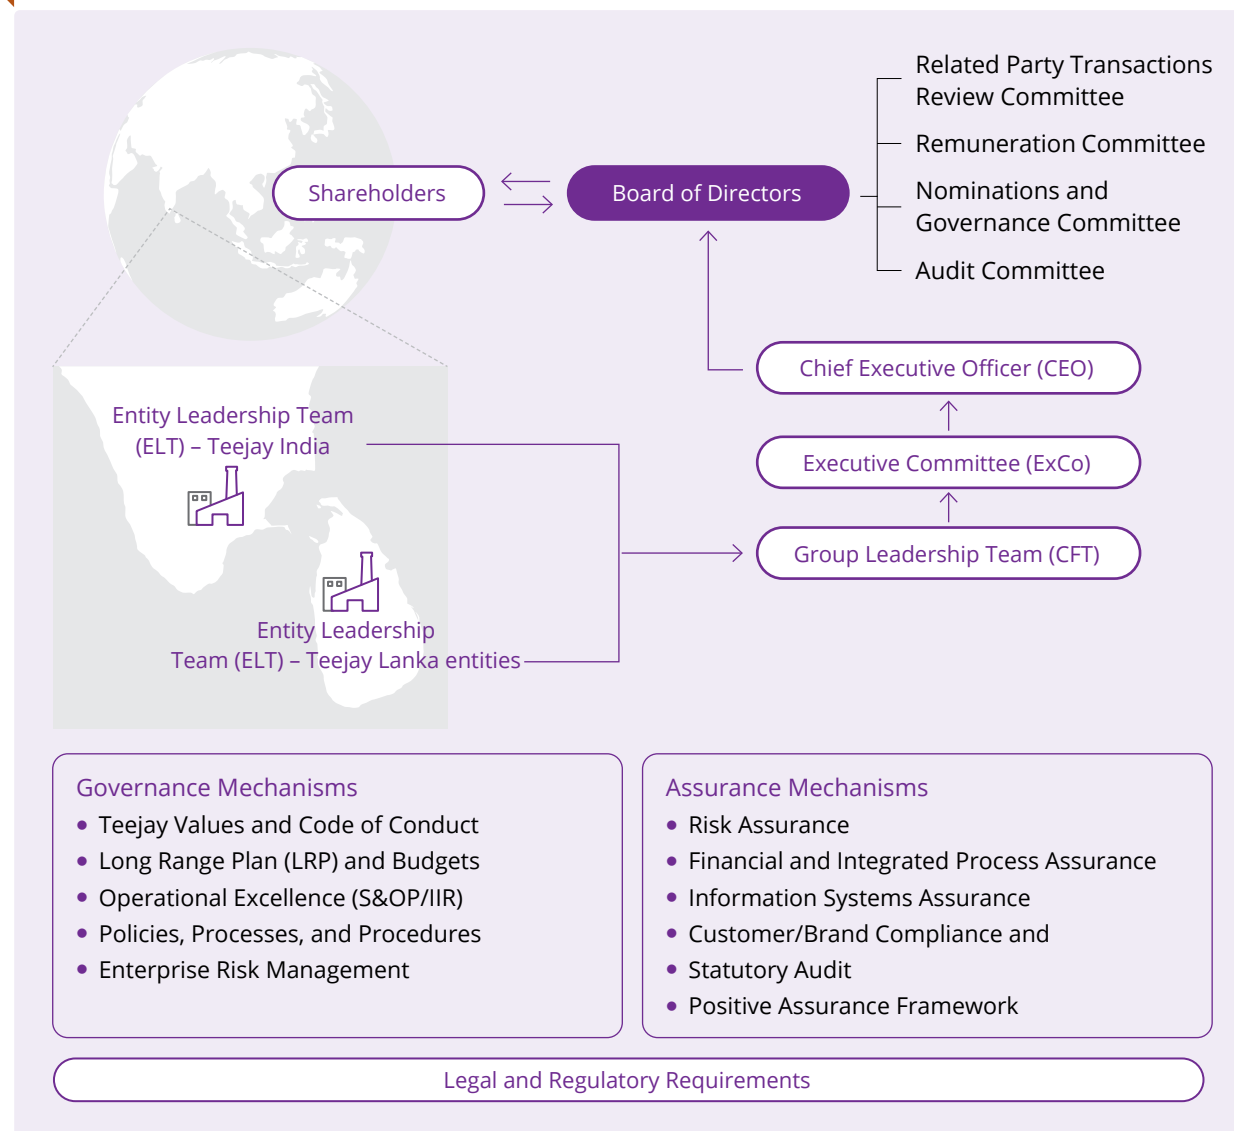 Related Party Transactions
Review Committee
Remuneration Committee
Nominations and
Governance Committee
Audit Committee
Shareholders
Board of Directors
Chief Executive Officer (CEO)
Executive Committee (ExCo)
Group Leadership Team (CFT)
Entity Leadership Team
(ELT) – Teejay India
Entity Leadership
Team (ELT) – Teejay Lanka entities
Governance Mechanisms
• Teejay Values and Code of Conduct
• Long Range Plan (LRP) and Budgets
• Operational Excellence (S&OP/IIR)
• Policies, Processes, and Procedures
• Enterprise Risk Management
Assurance Mechanisms
• Risk Assurance
• Financial and Integrated Process Assurance
• Information Systems Assurance
• Customer/Brand Compliance and
• Statutory Audit
• Positive Assurance Framework
Legal and Regulatory Requirements